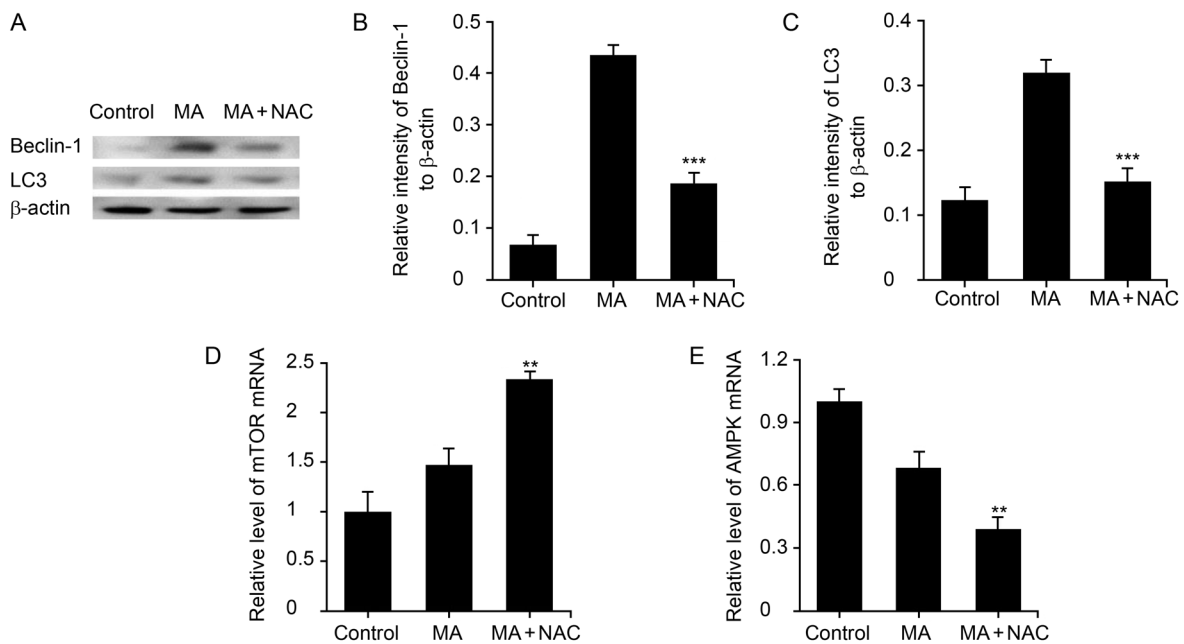 A
Control MA MA + NAC
Beclin-1
LC3
β-actin
B
Relative intensity of Beclin-1
to β-actin
0.5
0.4
0.3
0.2
0.1
0
***
Control MA MA + NAC
C
Relative intensity of LC3
to β-actin
0.4
0.3
0.2
0.1
0
***
Control MA MA + NAC
D
Relative level of mTOR mRNA
2.5
2
1.5
1
0.5
0
**
Control MA MA + NAC
E
Relative level of AMPK mRNA
1.2
0.9
0.6
0.3
0
**
Control MA MA + NAC